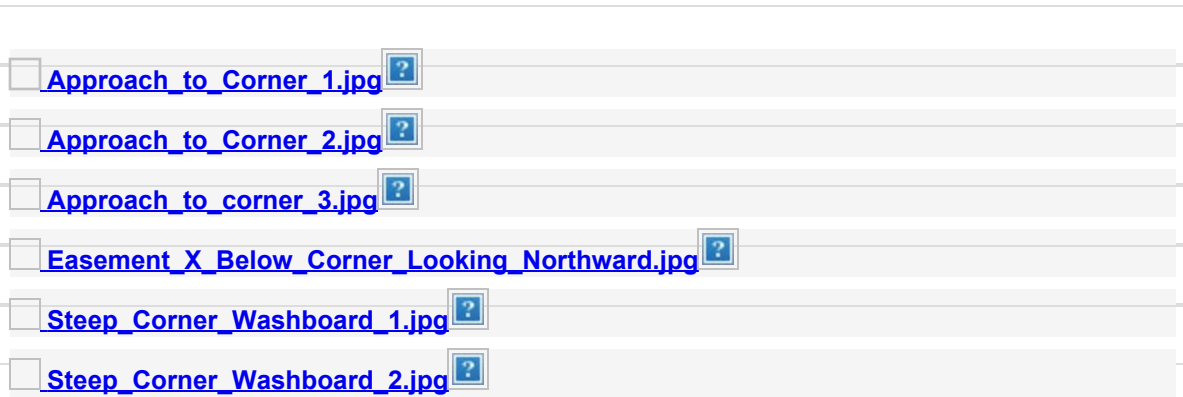 Approach_to_Corner_1.jpg
Approach_to_Corner_2.jpg
Approach_to_corner_3.jpg
Easement_X_Below_Corner_Looking_Northward.jpg
Steep_Corner_Washboard_1.jpg
Steep_Corner_Washboard_2.jpg